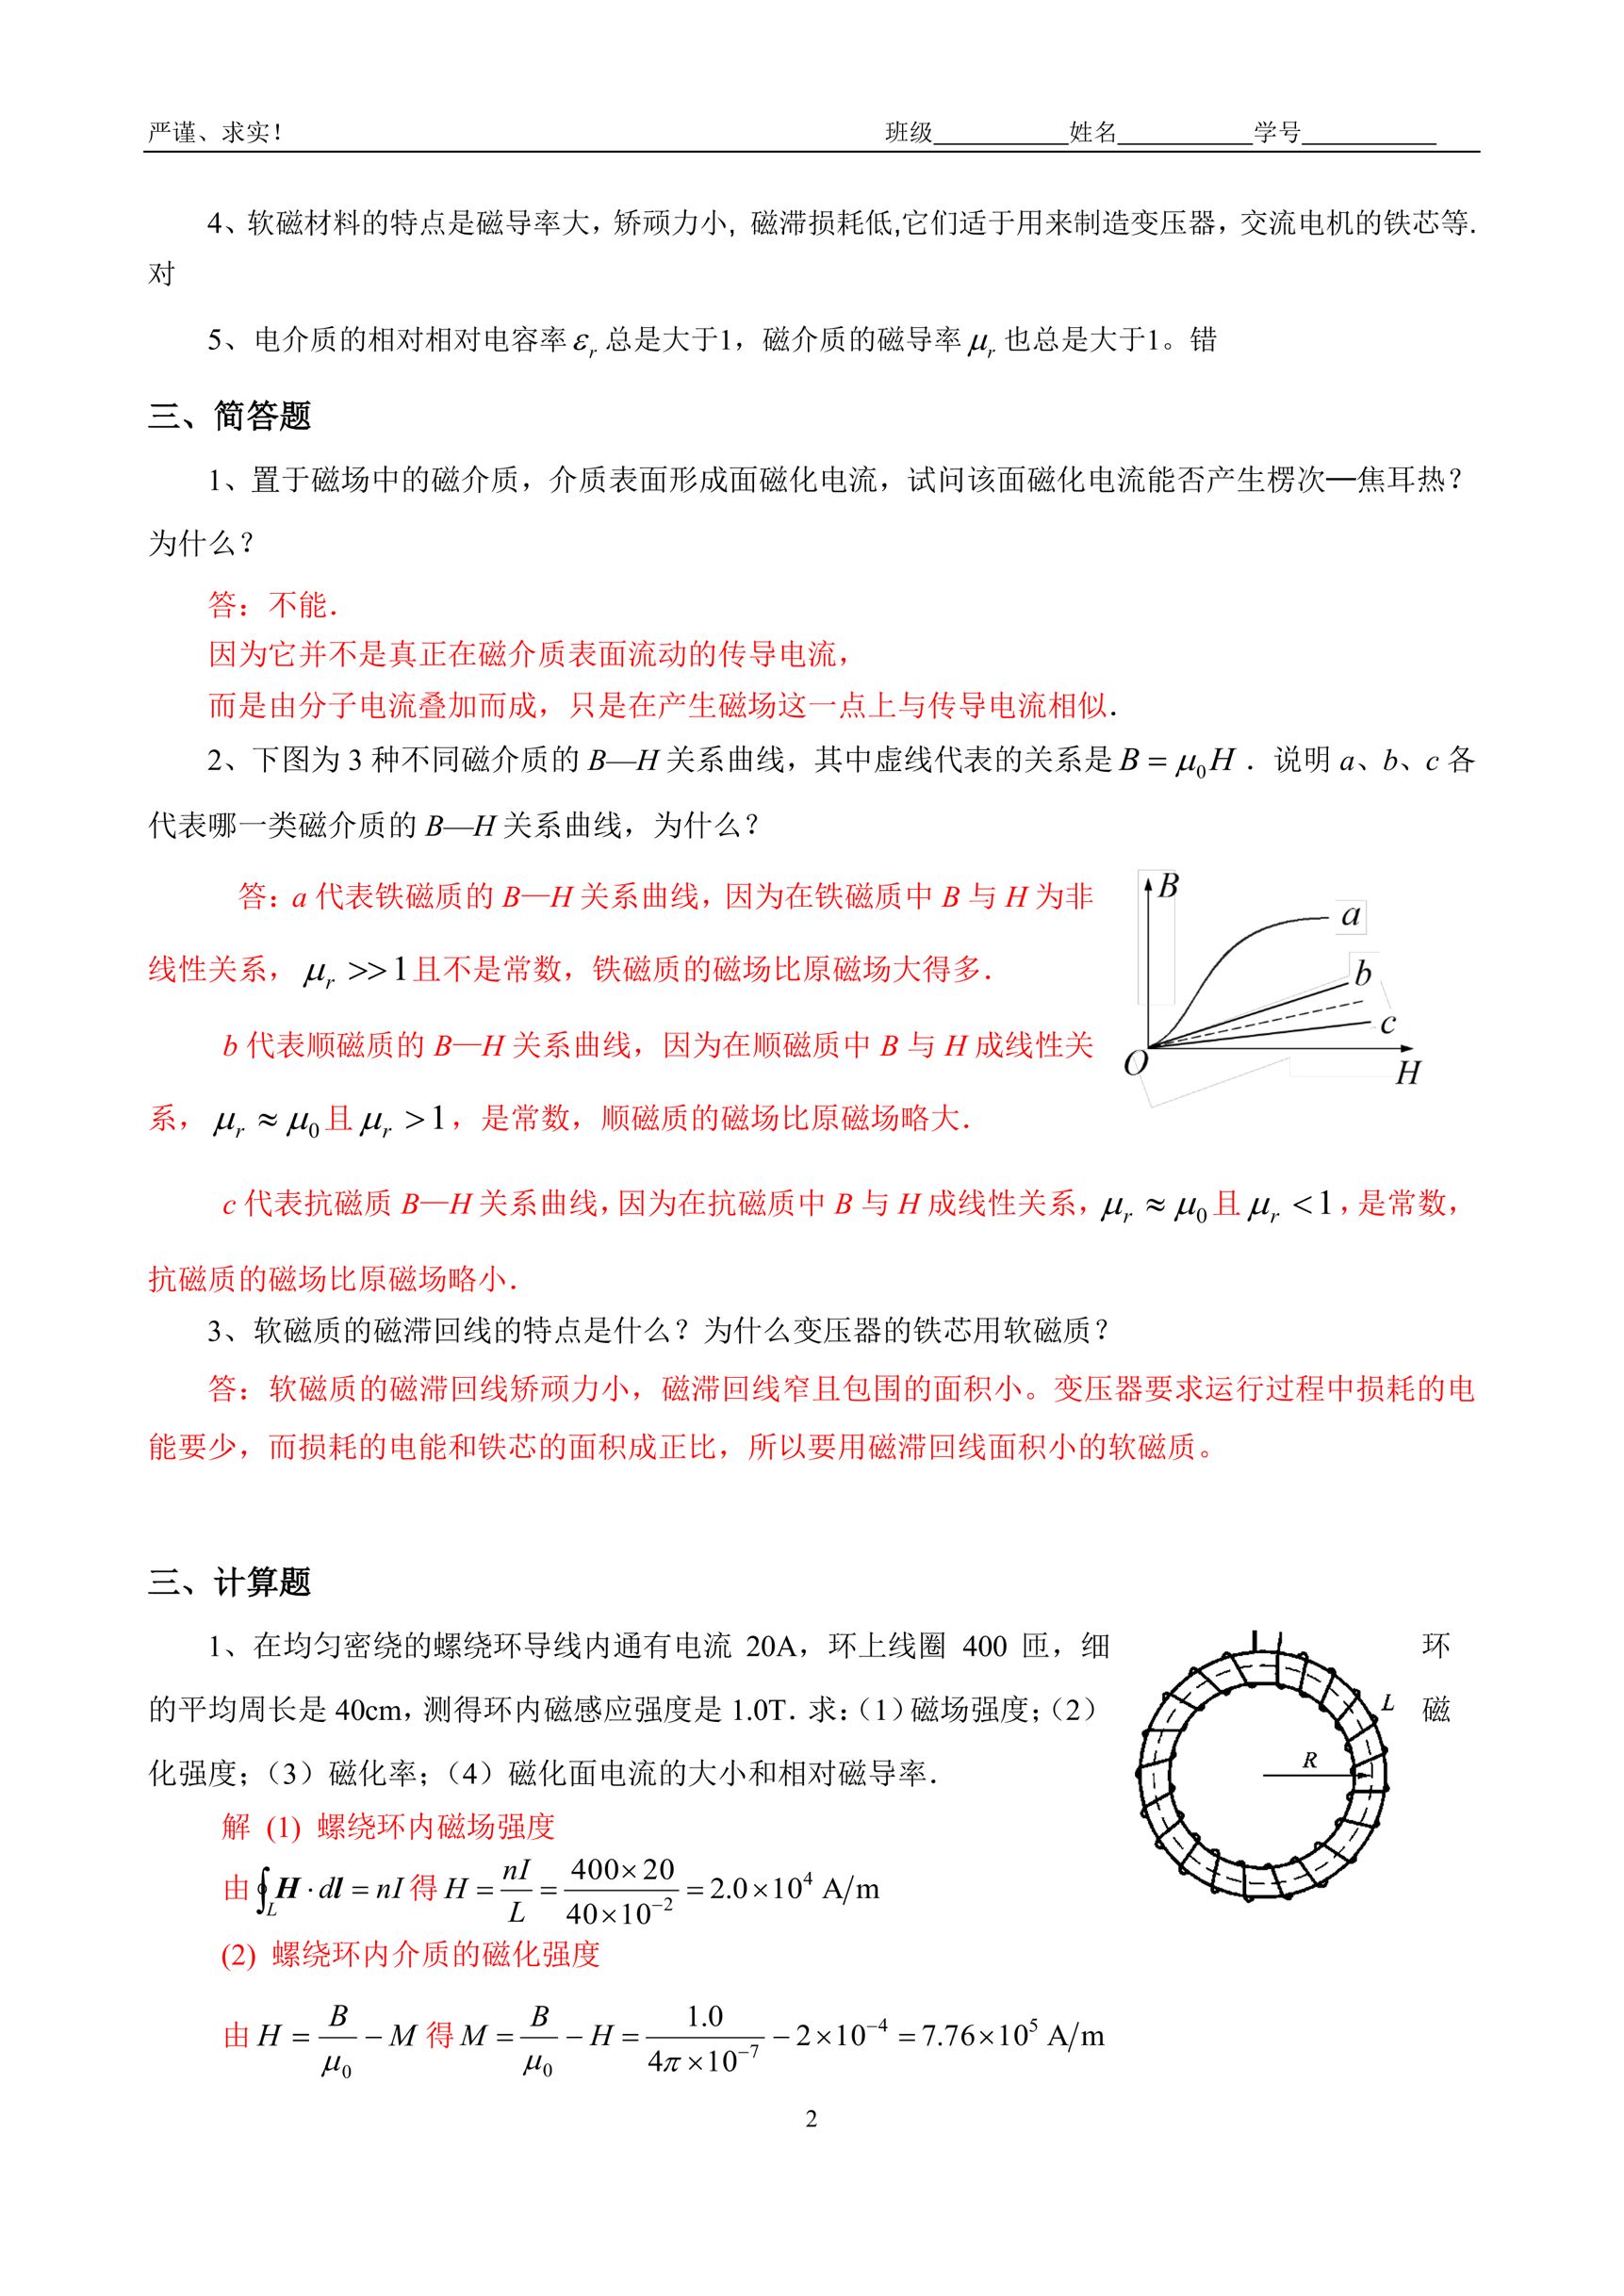 严谨、求实！ 班级__________姓名__________学号__________
4、软磁材料的特点是磁导率大，矫顽力小, 磁滞损耗低,它们适于用来制造变压器，交流电机的铁芯等.
对
5、电介质的相对相对电容率 εᵣ 总是大于1，磁介质的磁导率 μᵣ 也总是大于1。错
三、简答题
1、置于磁场中的磁介质，介质表面形成面磁化电流，试问该面磁化电流能否产生楞次—焦耳热？
为什么？
答：不能．
因为它并不是真正在磁介质表面流动的传导电流，
而是由分子电流叠加而成，只是在产生磁场这一点上与传导电流相似．
2、下图为 3 种不同磁介质的 B—H 关系曲线，其中虚线代表的关系是 B = μ₀H ．说明 a、b、c 各
代表哪一类磁介质的 B—H 关系曲线，为什么？
答：a 代表铁磁质的 B—H 关系曲线，因为在铁磁质中 B 与 H 为非
线性关系， μᵣ >>1 且不是常数，铁磁质的磁场比原磁场大得多．
b 代表顺磁质的 B—H 关系曲线，因为在顺磁质中 B 与 H 成线性关
系， μᵣ ≈ μ₀ 且 μᵣ >1，是常数，顺磁质的磁场比原磁场略大．
B
a
b
c
O
H
c 代表抗磁质 B—H 关系曲线，因为在抗磁质中 B 与 H 成线性关系，μᵣ ≈ μ₀ 且 μᵣ <1，是常数，
抗磁质的磁场比原磁场略小．
3、软磁质的磁滞回线的特点是什么？为什么变压器的铁芯用软磁质？
答：软磁质的磁滞回线矫顽力小，磁滞回线窄且包围的面积小。变压器要求运行过程中损耗的电
能要少，而损耗的电能和铁芯的面积成正比，所以要用磁滞回线面积小的软磁质。
三、计算题
1、在均匀密绕的螺绕环导线内通有电流 20A，环上线圈 400 匝，细 环
的平均周长是 40cm，测得环内磁感应强度是 1.0T．求：（1）磁场强度；（2） 磁
化强度；（3）磁化率；（4）磁化面电流的大小和相对磁导率．
L
R
解 (1) 螺绕环内磁场强度
由 ∮_L H · dl = nI 得 H = nI/L = (400×20)/(40×10⁻²) = 2.0×10⁴ A/m
(2) 螺绕环内介质的磁化强度
由 H = B/μ₀ − M 得 M = B/μ₀ − H = 1.0/(4π×10⁻⁷) − 2×10⁻⁴ = 7.76×10⁵ A/m
2